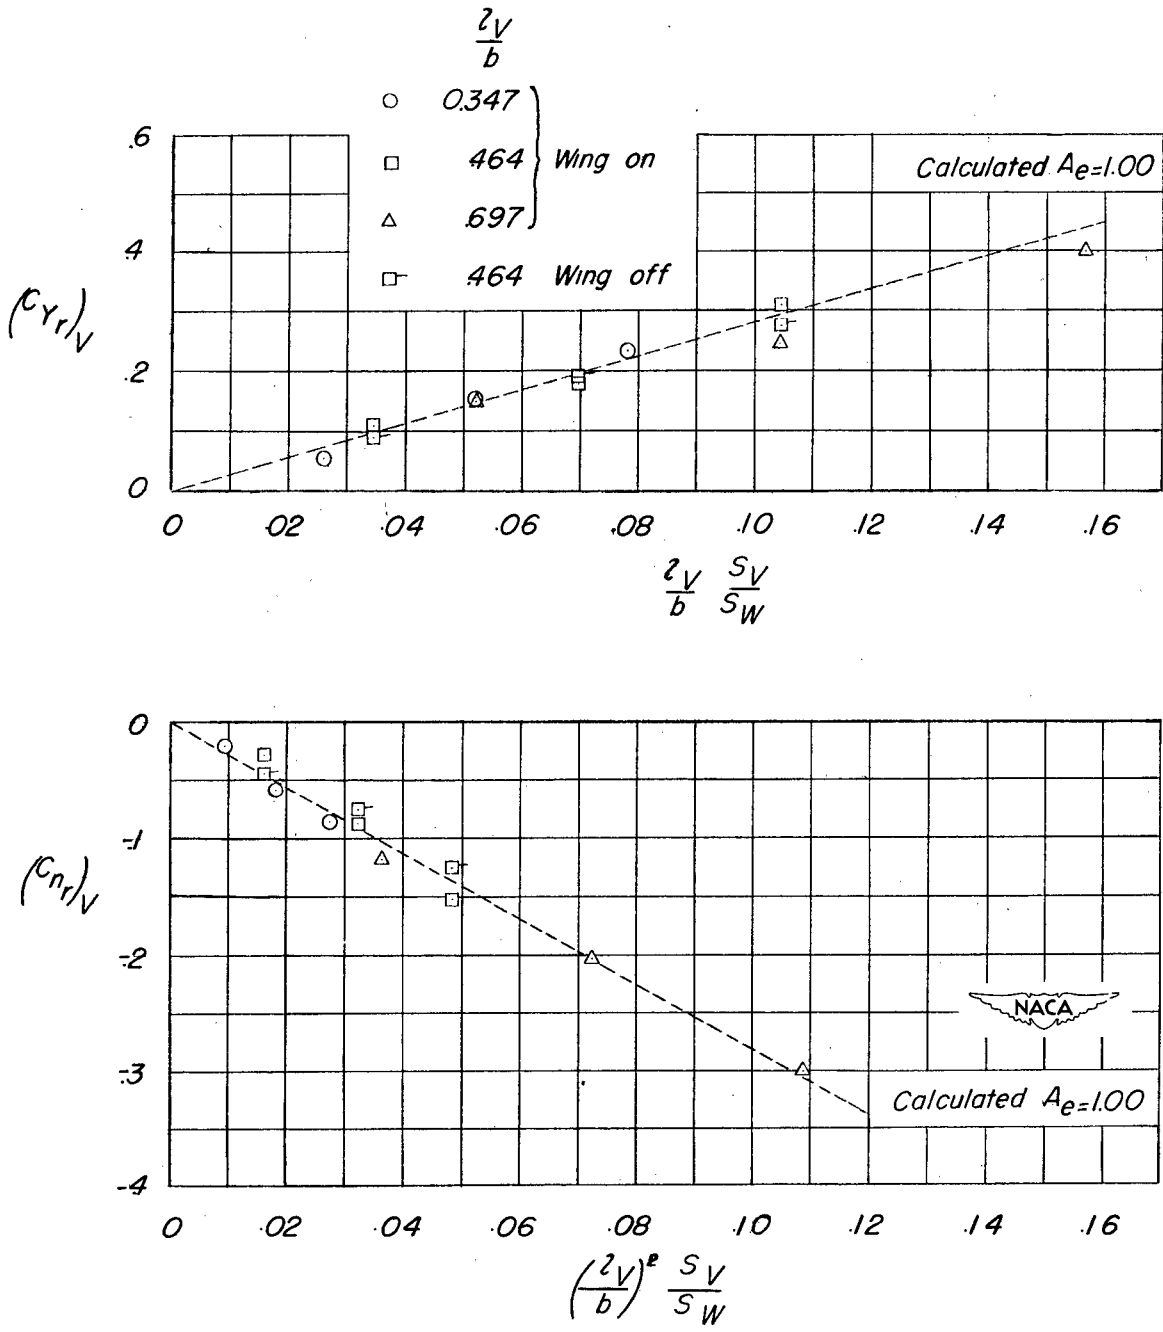 l_V
b
0.347
.464 Wing on
.697
.464 Wing off
Calculated A_e=1.00
.6
.4
.2
0
(C_Y_r)_V
0 .02 .04 .06 .08 .10 .12 .14 .16
l_V S_V
b S_W
0
-.1
-.2
-.3
-.4
(C_n_r)_V
NACA
Calculated A_e=1.00
0 .02 .04 .06 .08 .10 .12 .14 .16
(l_V)^2 S_V
b S_W